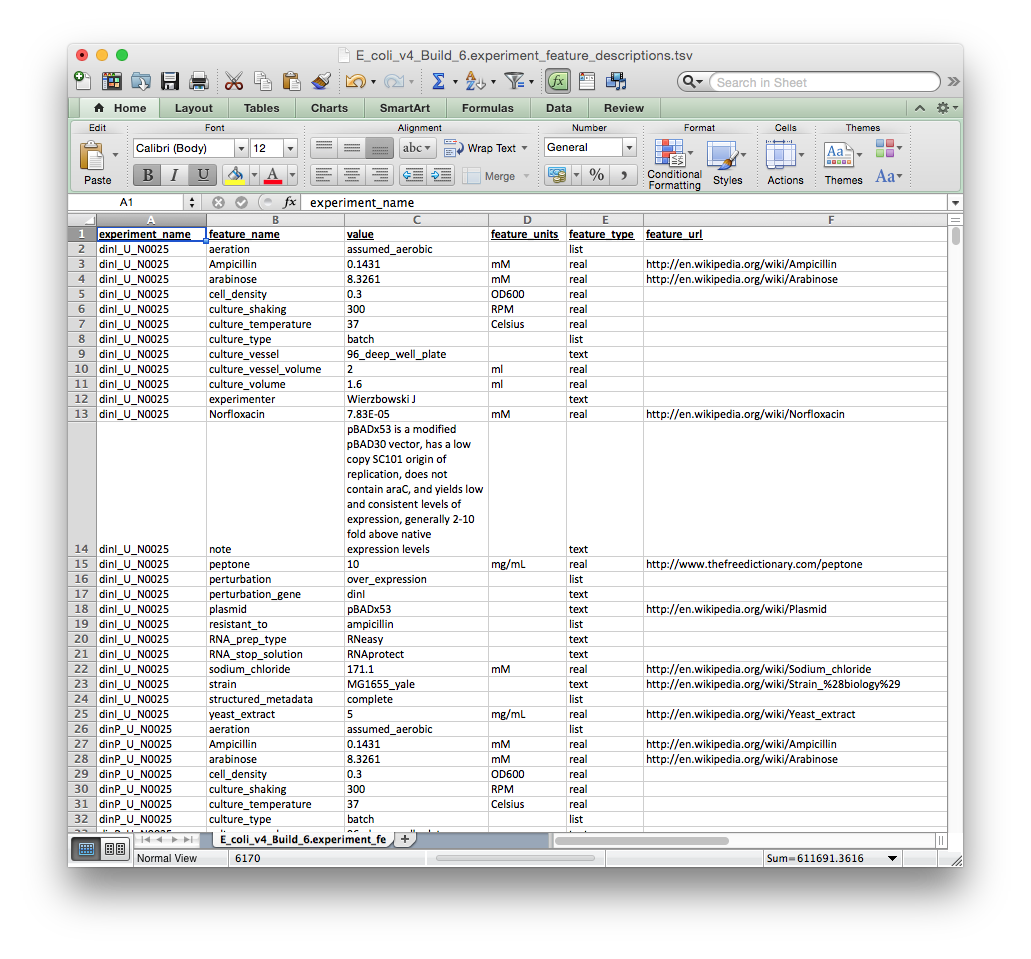 E_coli_v4_Build_6.experiment_feature_descriptions.tsv
Search in Sheet
Home Layout Tables Charts SmartArt Formulas Data Review
Edit Font Alignment Number Format Cells Themes
Calibri (Body) 12 abc Wrap Text General
Paste B I U A Merge % , Conditional Formatting Styles Actions Themes Aa
A1 fx experiment_name
A B C D E F
1 experiment_name feature_name value feature_units feature_type feature_url
2 dinI_U_N0025 aeration assumed_aerobic list
3 dinI_U_N0025 Ampicillin 0.1431 mM real http://en.wikipedia.org/wiki/Ampicillin
4 dinI_U_N0025 arabinose 8.3261 mM real http://en.wikipedia.org/wiki/Arabinose
5 dinI_U_N0025 cell_density 0.3 OD600 real
6 dinI_U_N0025 culture_shaking 300 RPM real
7 dinI_U_N0025 culture_temperature 37 Celsius real
8 dinI_U_N0025 culture_type batch list
9 dinI_U_N0025 culture_vessel 96_deep_well_plate text
10 dinI_U_N0025 culture_vessel_volume 2 ml real
11 dinI_U_N0025 culture_volume 1.6 ml real
12 dinI_U_N0025 experimenter Wierzbowski J text
13 dinI_U_N0025 Norfloxacin 7.83E-05 mM real http://en.wikipedia.org/wiki/Norfloxacin
pBADx53 is a modified
pBAD30 vector, has a low
copy SC101 origin of
replication, does not
contain araC, and yields low
and consistent levels of
expression, generally 2-10
fold above native
14 dinI_U_N0025 note expression levels text
15 dinI_U_N0025 peptone 10 mg/mL real http://www.thefreedictionary.com/peptone
16 dinI_U_N0025 perturbation over_expression list
17 dinI_U_N0025 perturbation_gene dinI text
18 dinI_U_N0025 plasmid pBADx53 text http://en.wikipedia.org/wiki/Plasmid
19 dinI_U_N0025 resistant_to ampicillin list
20 dinI_U_N0025 RNA_prep_type RNeasy text
21 dinI_U_N0025 RNA_stop_solution RNAprotect text
22 dinI_U_N0025 sodium_chloride 171.1 mM real http://en.wikipedia.org/wiki/Sodium_chloride
23 dinI_U_N0025 strain MG1655_yale text http://en.wikipedia.org/wiki/Strain_%28biology%29
24 dinI_U_N0025 structured_metadata complete list
25 dinI_U_N0025 yeast_extract 5 mg/mL real http://en.wikipedia.org/wiki/Yeast_extract
26 dinP_U_N0025 aeration assumed_aerobic list
27 dinP_U_N0025 Ampicillin 0.1431 mM real http://en.wikipedia.org/wiki/Ampicillin
28 dinP_U_N0025 arabinose 8.3261 mM real http://en.wikipedia.org/wiki/Arabinose
29 dinP_U_N0025 cell_density 0.3 OD600 real
30 dinP_U_N0025 culture_shaking 300 RPM real
31 dinP_U_N0025 culture_temperature 37 Celsius real
32 dinP_U_N0025 culture_type batch list
E_coli_v4_Build_6.experiment_fe
Normal View 6170 Sum=611691.3616